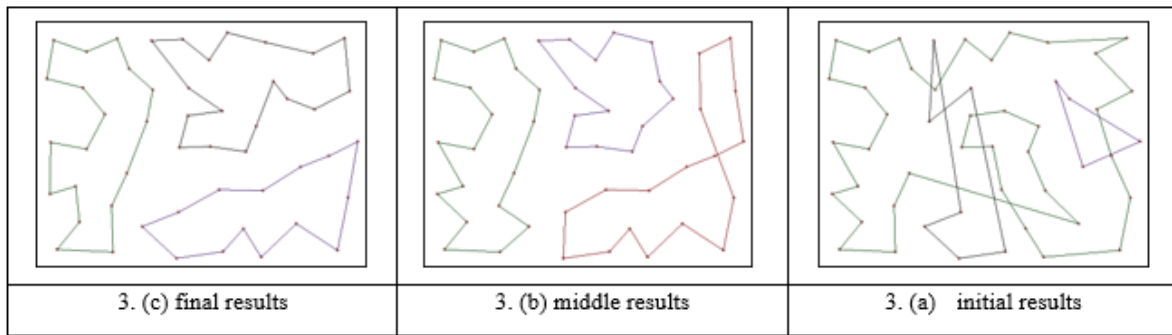 3. (c) final results
3. (b) middle results
3. (a) initial results